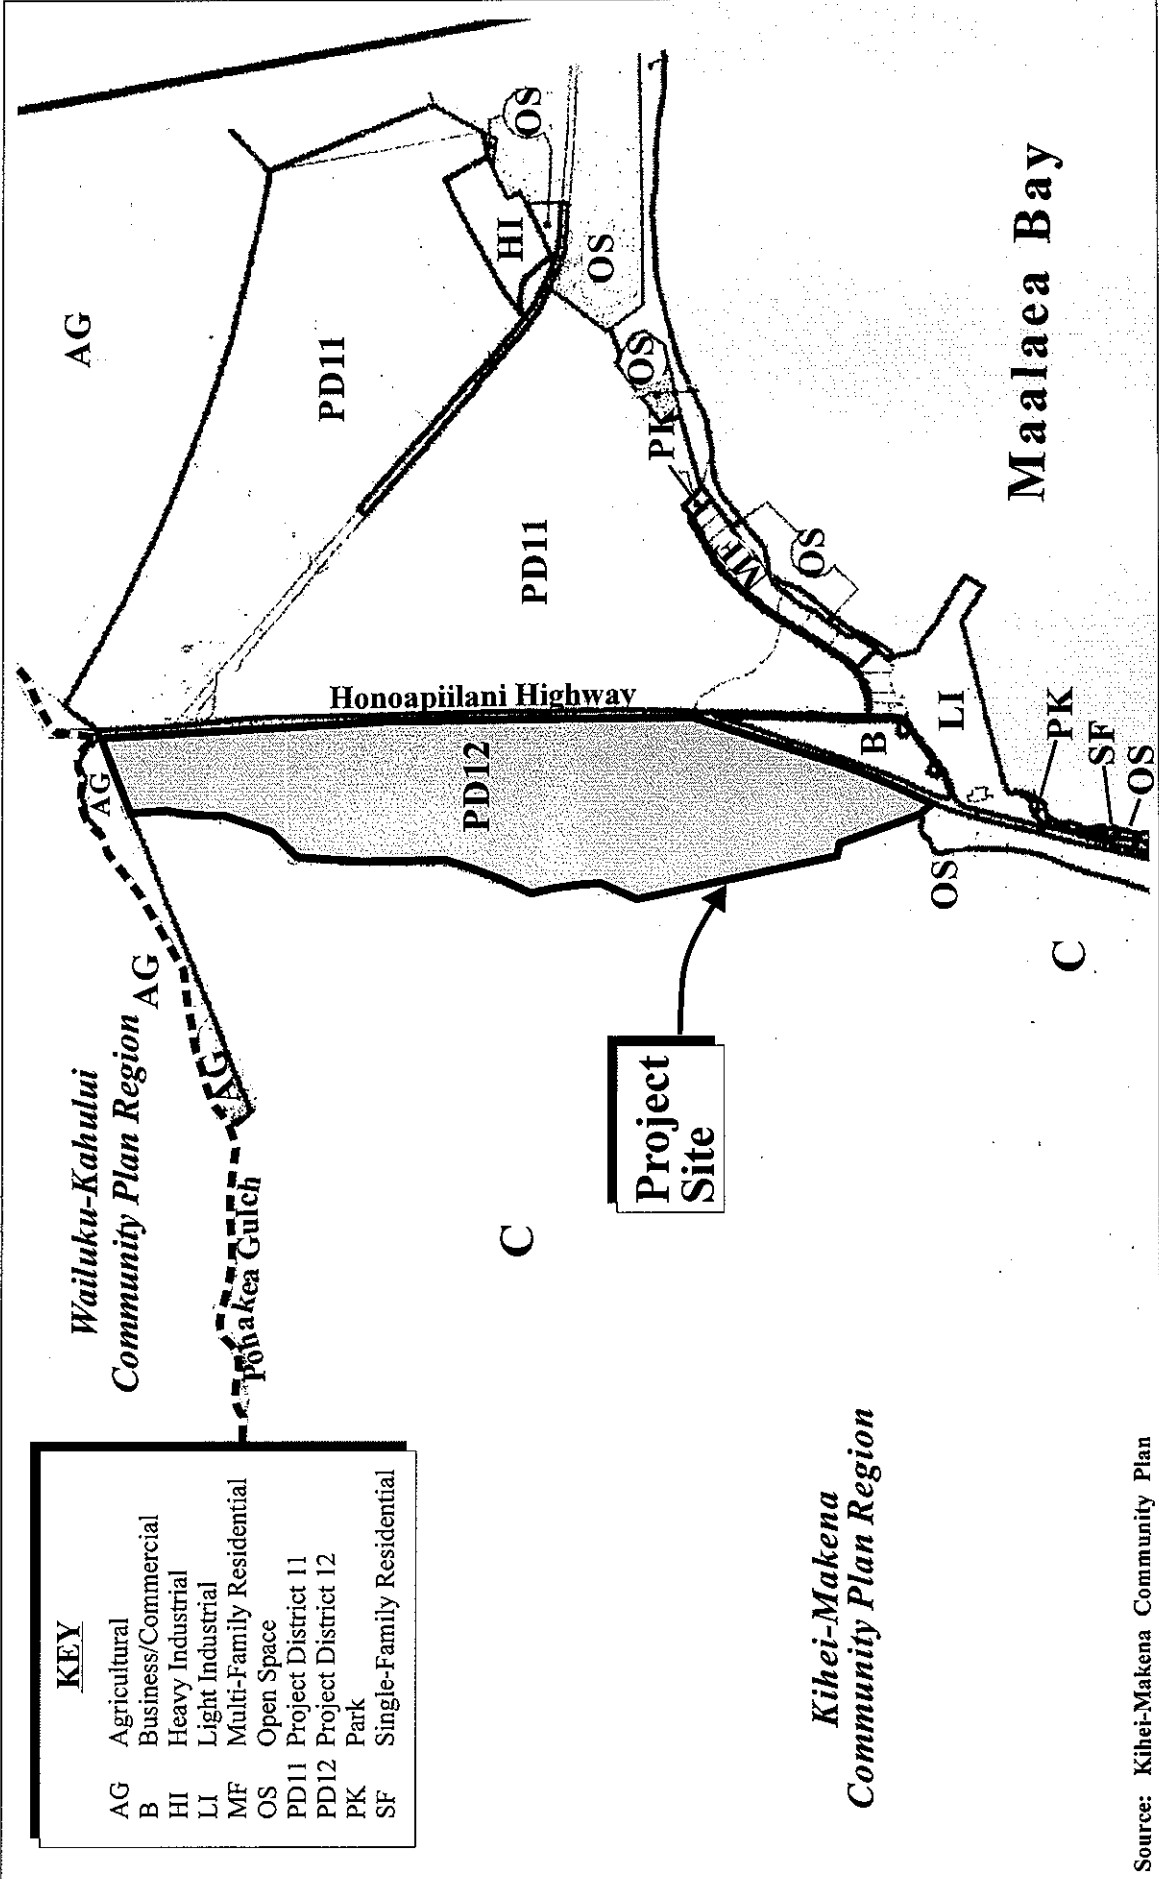 KEY
AG Agricultural
B Business/Commercial
HI Heavy Industrial
LI Light Industrial
MF Multi-Family Residential
OS Open Space
PD11 Project District 11
PD12 Project District 12
PK Park
SF Single-Family Residential
Wailuku-Kahului
Community Plan Region
Pohakea Gulch
AG
AG
AG
AG
PD11
HI
OS
OS
OS
PK
PD11
MF
OS
Honoapiilani Highway
PD12
B
LI
PK
SF
OS
OS
C
C
Project
Site
Maalaea Bay
Kihei-Makena
Community Plan Region
Source: Kihei-Makena Community Plan